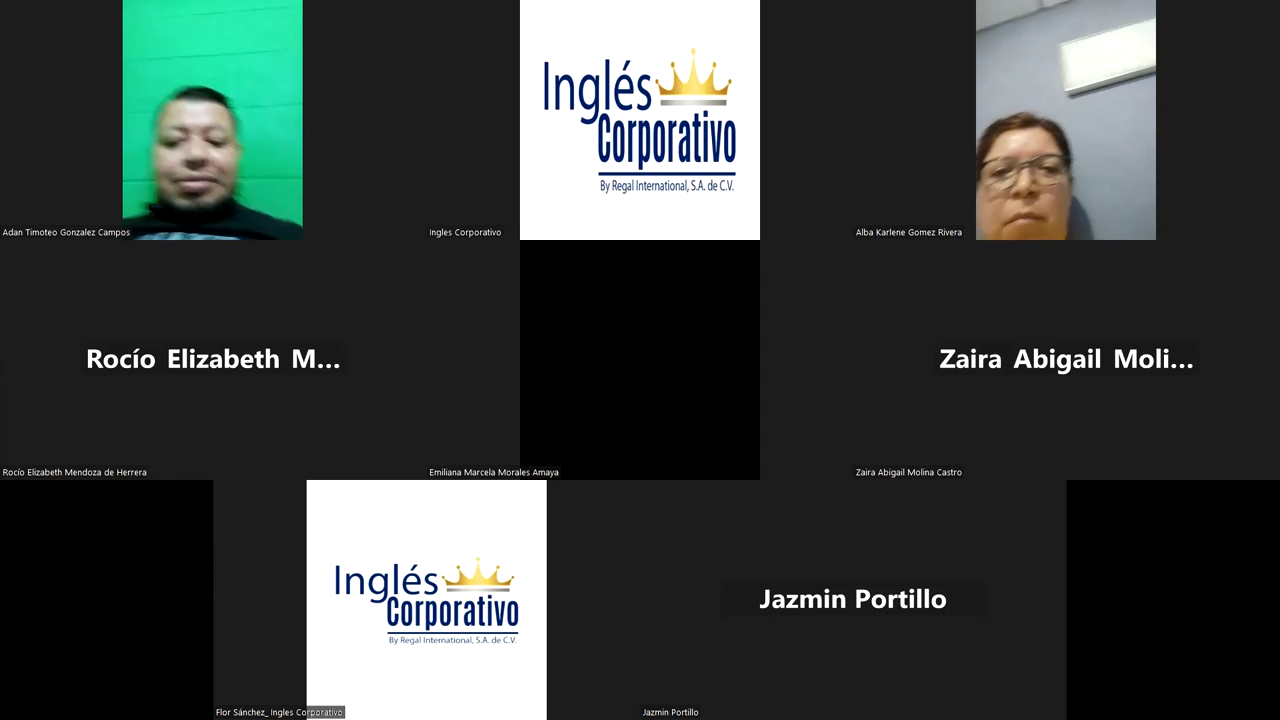 Inglés
Corporativo
By Regal International, S.A. de C.V.
Adan Timoteo Gonzalez Campos
Ingles Corporativo
Alba Karlene Gomez Rivera
Rocío Elizabeth M...
Zaira Abigail Moli...
Rocío Elizabeth Mendoza de Herrera
Emiliana Marcela Morales Amaya
Zaira Abigail Molina Castro
Inglés
Corporativo
By Regal International, S.A. de C.V.
Jazmin Portillo
Flor Sánchez_ Ingles Corporativo
Jazmin Portillo